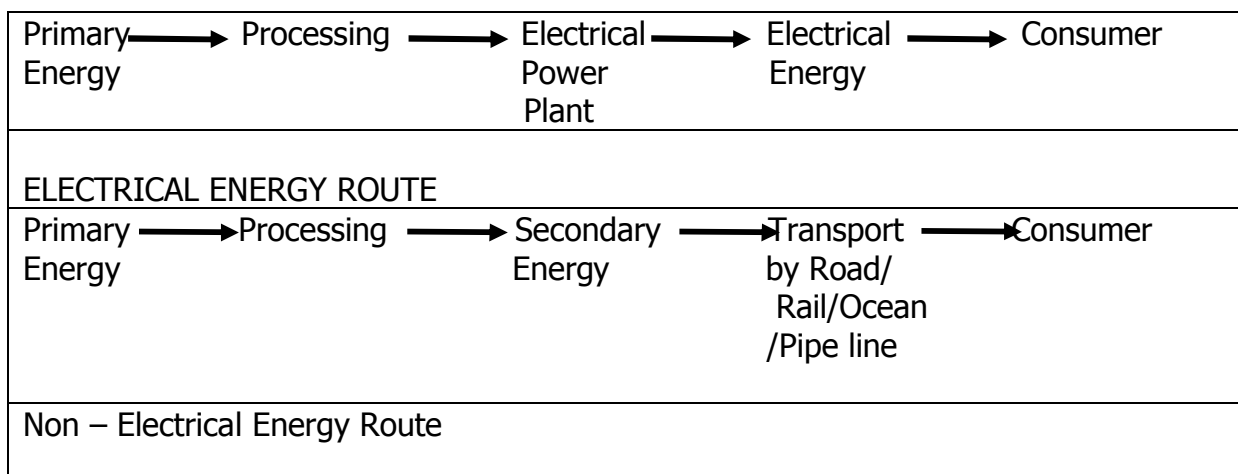 Primary Processing Electrical Electrical Consumer
Energy Power Energy
Plant
ELECTRICAL ENERGY ROUTE
Primary Processing Secondary Transport Consumer
Energy Energy by Road/
Rail/Ocean
/Pipe line
Non – Electrical Energy Route